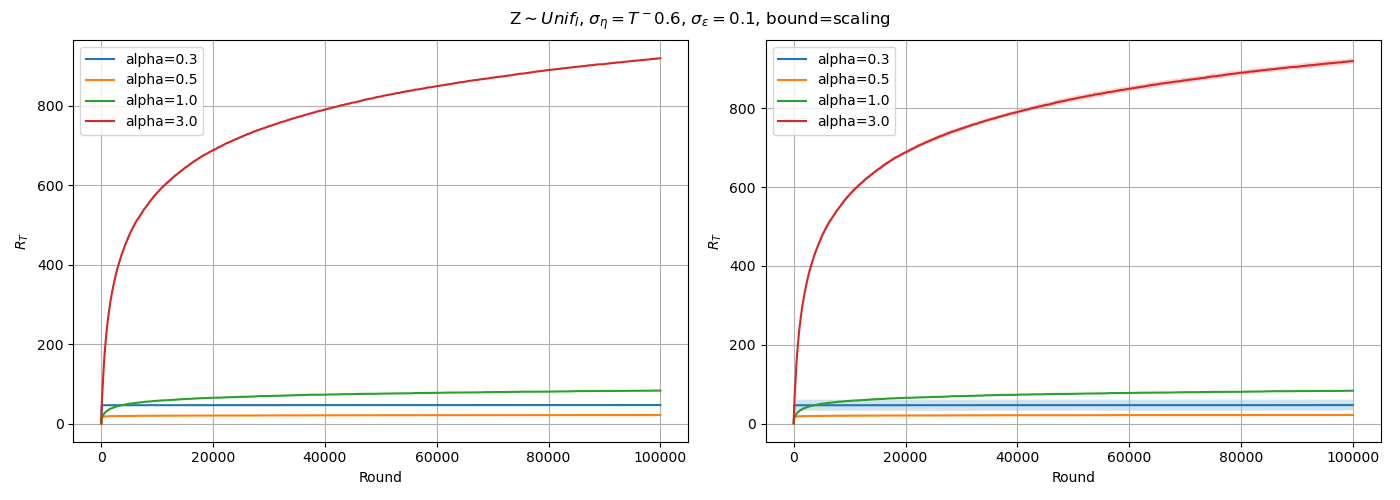 Z ∼ Unif_I, σ_η = T⁻0.6, σ_ε = 0.1, bound=scaling
alpha=0.3
alpha=0.5
alpha=1.0
alpha=3.0
R_T
800
600
400
200
0
0 20000 40000 60000 80000 100000
Round
alpha=0.3
alpha=0.5
alpha=1.0
alpha=3.0
R_T
800
600
400
200
0
0 20000 40000 60000 80000 100000
Round